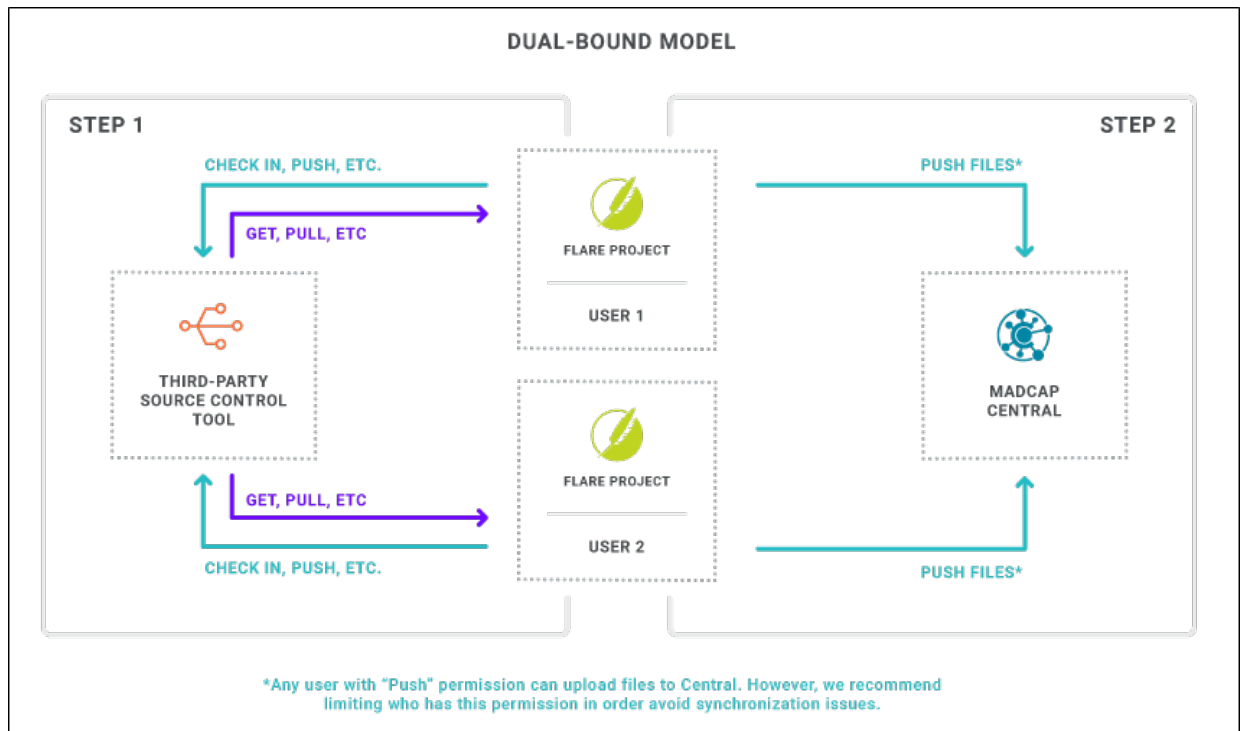 DUAL-BOUND MODEL
STEP 1
STEP 2
CHECK IN, PUSH, ETC.
GET, PULL, ETC
PUSH FILES*
FLARE PROJECT
USER 1
THIRD-PARTY
SOURCE CONTROL
TOOL
MADCAP
CENTRAL
FLARE PROJECT
USER 2
GET, PULL, ETC
CHECK IN, PUSH, ETC.
PUSH FILES*
*Any user with “Push” permission can upload files to Central. However, we recommend
limiting who has this permission in order avoid synchronization issues.